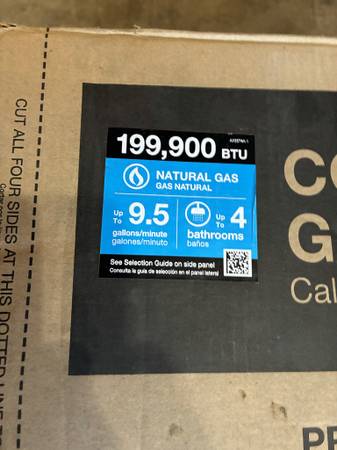 199,900 BTU
NATURAL GAS
GAS NATURAL
Up To 9.5
gallons/minute
galones/minuto
Up To 4
bathrooms
baños
See Selection Guide on side panel
Consulta la guía de selección en el panel lateral
CUT ALL FOUR SIDES AT THIS DOTTED LINE TO
G
Cal
PR